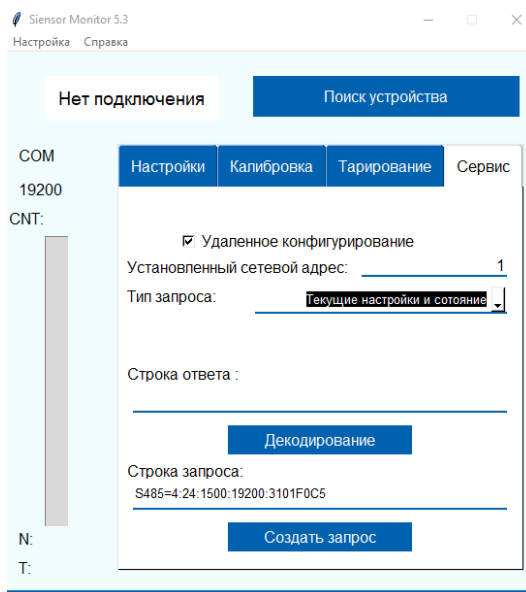 Siensor Monitor 5.3
Настройка Справка
Нет подключения
Поиск устройства
COM
19200
CNT:
Настройки Калибровка Тарирование Сервис
Удаленное конфигурирование
Установленный сетевой адрес: 1
Тип запроса: Текущие настройки и сотояние
Строка ответа :
Декодирование
Строка запроса:
S485=4:24:1500:19200:3101F0C5
Создать запрос
N:
T: